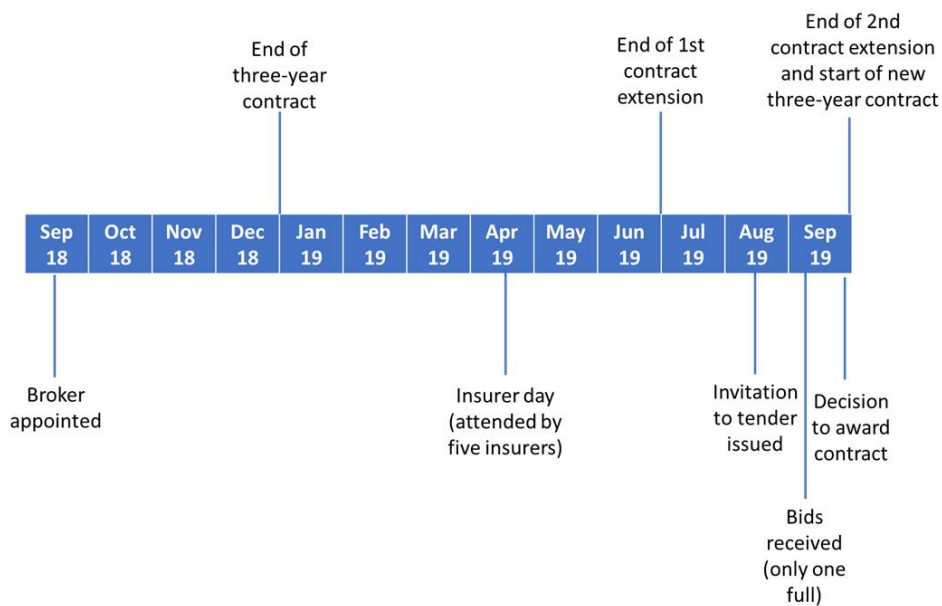 End of
three-year
contract
End of 1st
contract
extension
End of 2nd
contract extension
and start of new
three-year contract
Sep Oct Nov Dec Jan Feb Mar Apr May Jun Jul Aug Sep
18 18 18 18 19 19 19 19 19 19 19 19 19
Broker
appointed
Insurer day
(attended by
five insurers)
Invitation
to tender
issued
Decision
to award
contract
Bids
received
(only one
full)